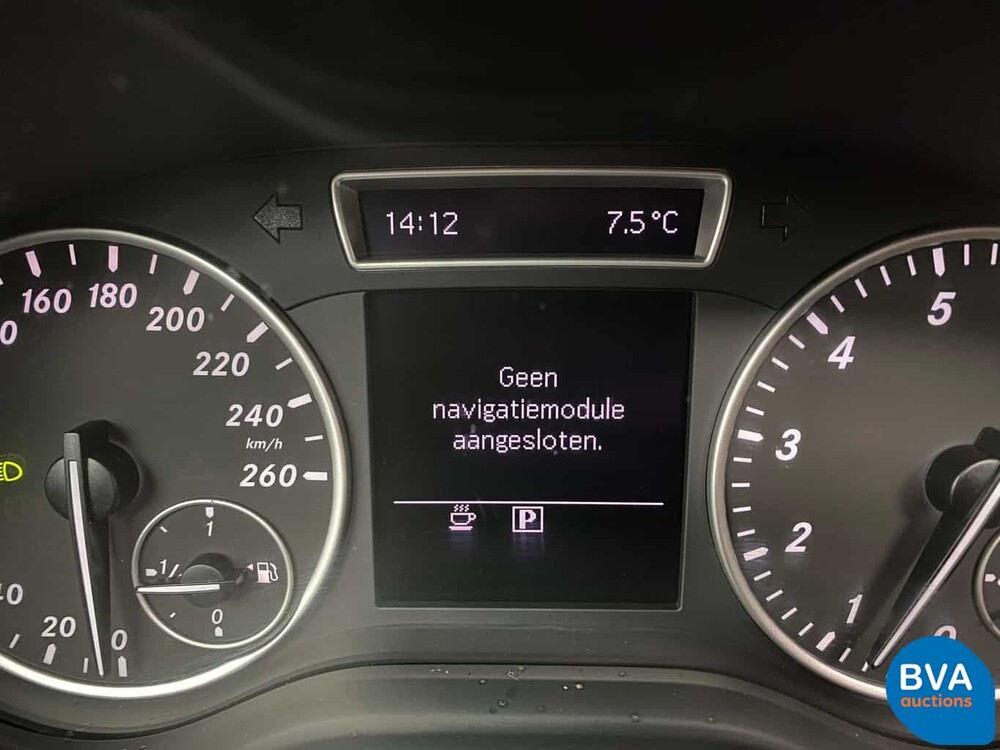 14:12 7.5°C
Geen
navigatiemodule
aangesloten.
P
160 180
200
220
240
km/h
260
20
0
1
1/
0
5
4
3
2
1
BVA
auctions